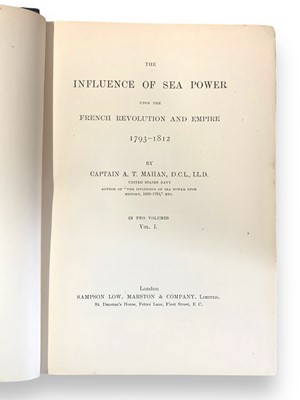 THE
INFLUENCE OF SEA POWER
UPON THE
FRENCH REVOLUTION AND EMPIRE
1793–1812
BY
CAPTAIN A. T. MAHAN, D.C.L., LL.D.
UNITED STATES NAVY
AUTHOR OF "THE INFLUENCE OF SEA POWER UPON
HISTORY, 1660–1783," ETC.
IN TWO VOLUMES
VOL. I.
London
SAMPSON LOW, MARSTON & COMPANY, LIMITED.
St. Dunstan's House, Fetter Lane, Fleet Street, E. C.